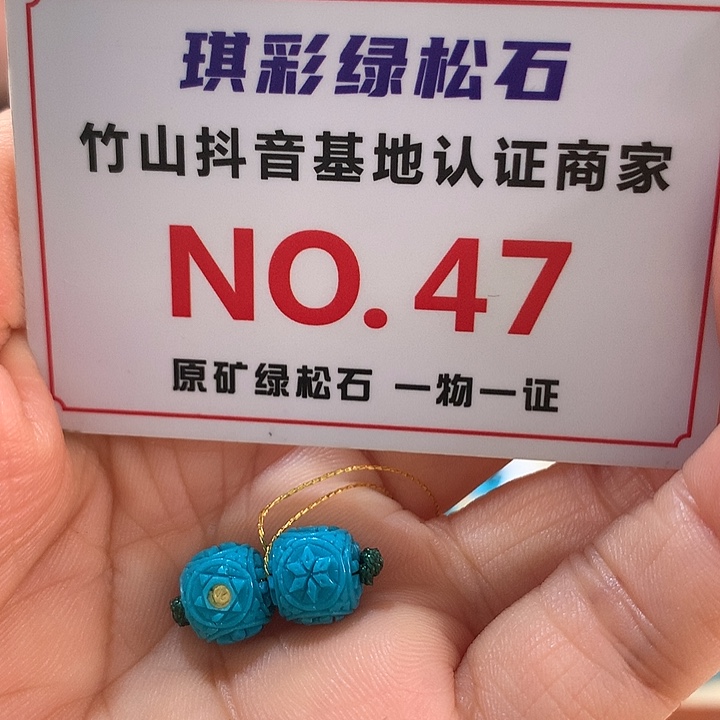 琪彩绿松石
竹山抖音基地认证商家
NO.47
原矿绿松石 一物一证